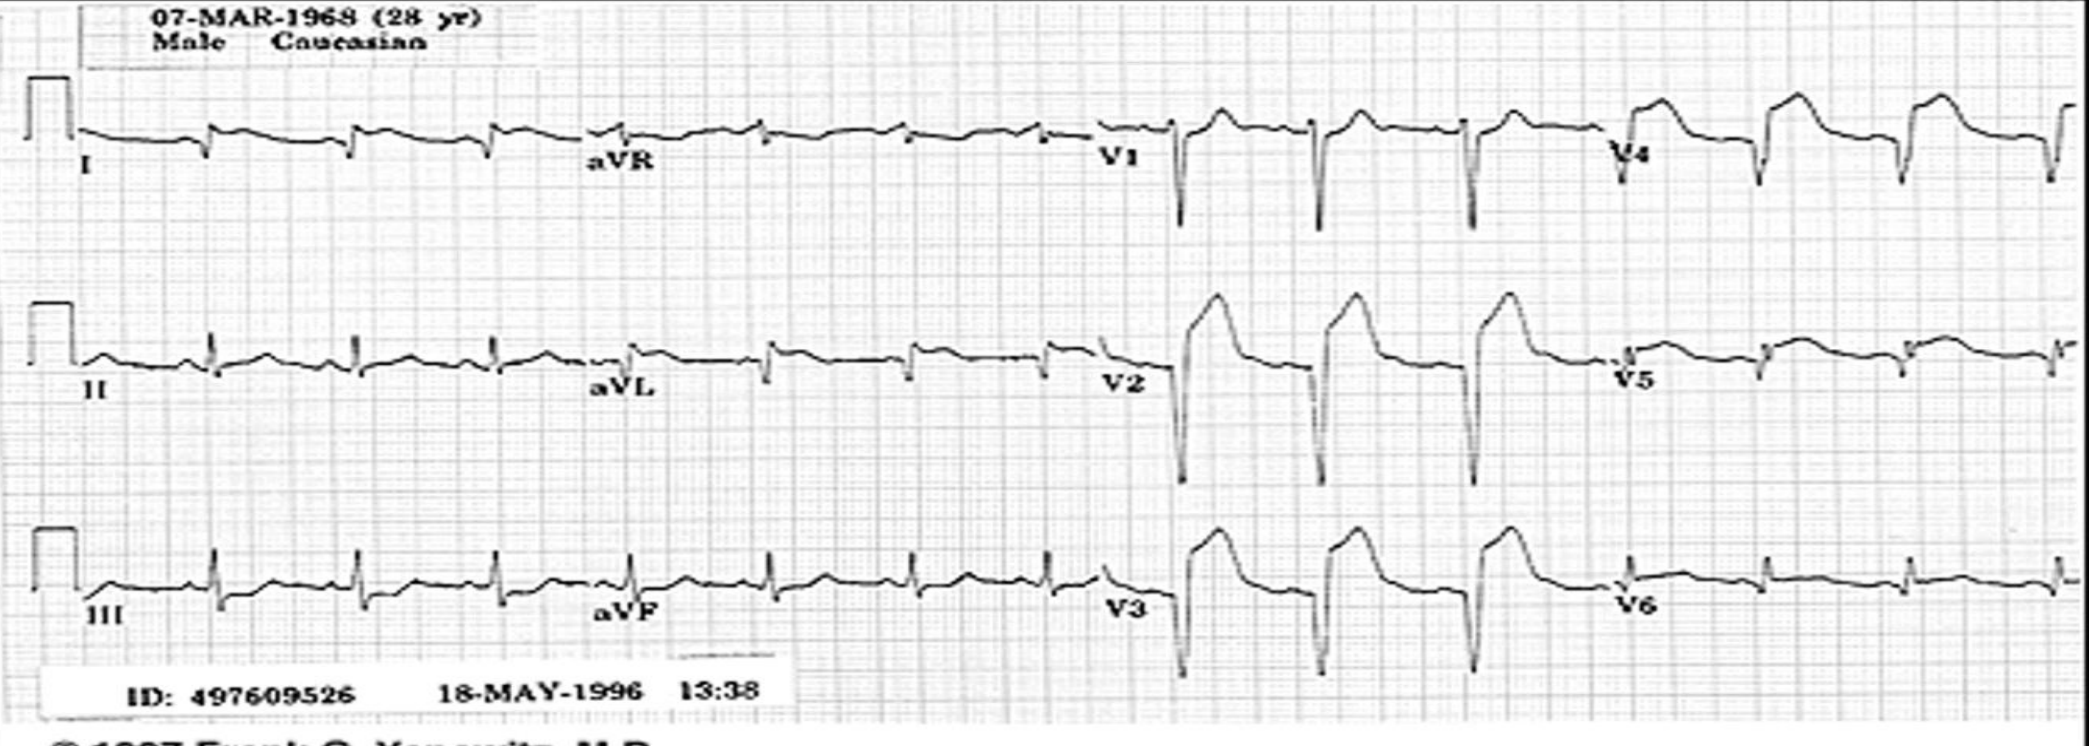 07-MAR-1968 (28 yr)
Male Caucasian
I aVR V1 V4
II aVL V2 V5
III aVF V3 V6
ID: 497609526 18-MAY-1996 13:38